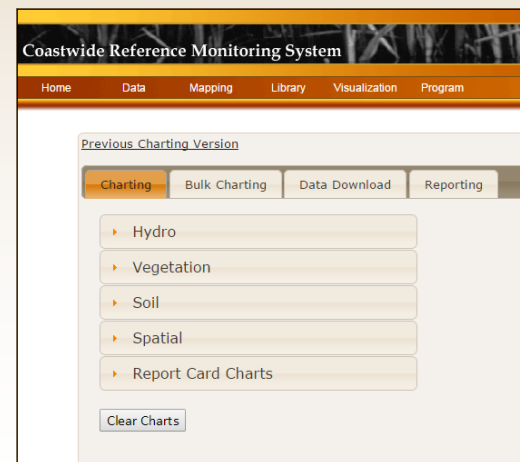 Coastwide Reference Monitoring System
Home Data Mapping Library Visualization Program
Previous Charting Version
Charting Bulk Charting Data Download Reporting
Hydro
Vegetation
Soil
Spatial
Report Card Charts
Clear Charts